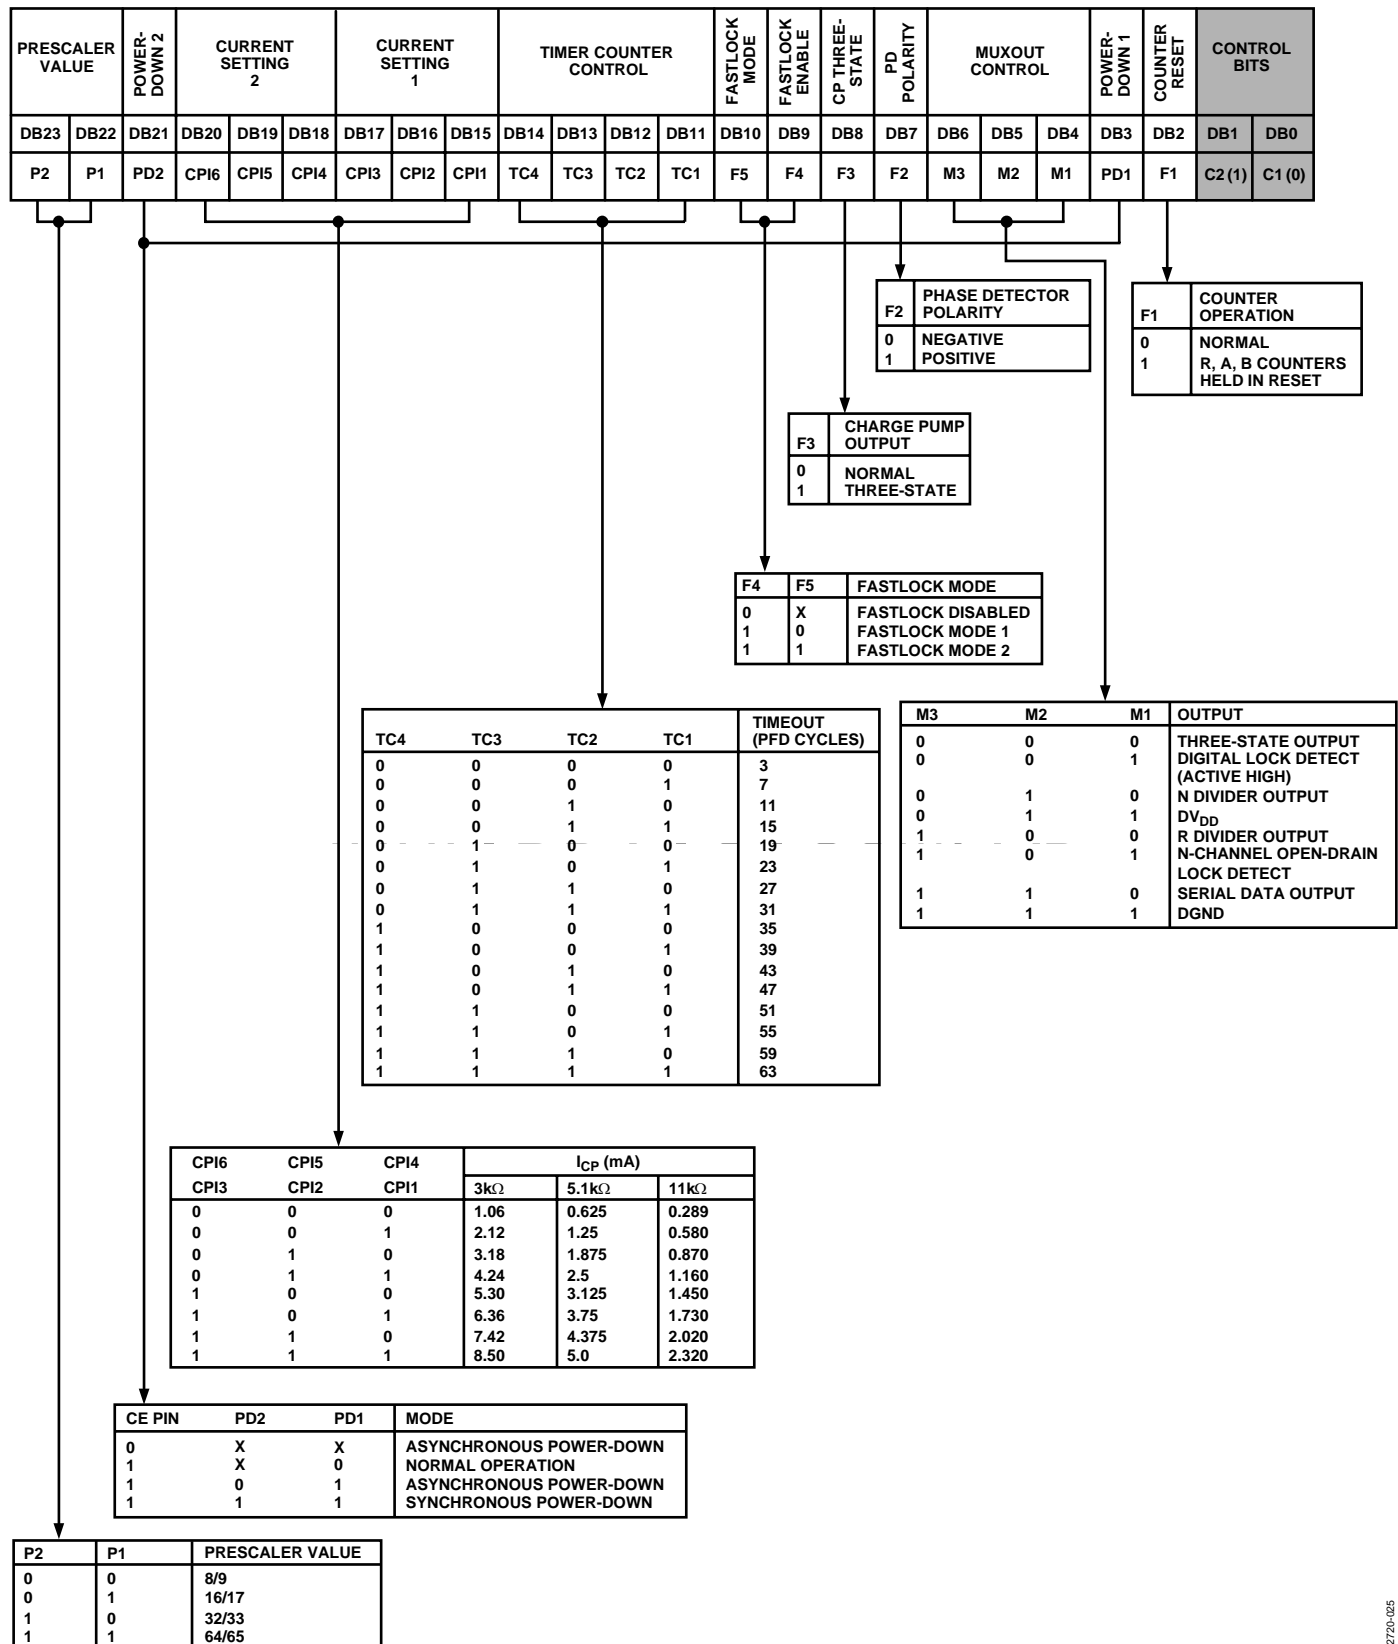 PRESCALER VALUE
POWER-DOWN 2
CURRENT SETTING 2
CURRENT SETTING 1
TIMER COUNTER CONTROL
FASTLOCK MODE
FASTLOCK ENABLE
CP THREE-STATE
PD POLARITY
MUXOUT CONTROL
POWER-DOWN 1
COUNTER RESET
CONTROL BITS
DB23 DB22 DB21 DB20 DB19 DB18 DB17 DB16 DB15 DB14 DB13 DB12 DB11 DB10 DB9 DB8 DB7 DB6 DB5 DB4 DB3 DB2 DB1 DB0
P2 P1 PD2 CPI6 CPI5 CPI4 CPI3 CPI2 CPI1 TC4 TC3 TC2 TC1 F5 F4 F3 F2 M3 M2 M1 PD1 F1 C2 (1) C1 (0)
F2 PHASE DETECTOR POLARITY
0 NEGATIVE
1 POSITIVE
F1 COUNTER OPERATION
0 NORMAL
1 R, A, B COUNTERS
HELD IN RESET
F3 CHARGE PUMP OUTPUT
0 NORMAL
1 THREE-STATE
F4 F5 FASTLOCK MODE
0 X FASTLOCK DISABLED
1 0 FASTLOCK MODE 1
1 1 FASTLOCK MODE 2
TC4 TC3 TC2 TC1 TIMEOUT (PFD CYCLES)
0 0 0 0 3
0 0 0 1 7
0 0 1 0 11
0 0 1 1 15
0 1 0 0 19
0 1 0 1 23
0 1 1 0 27
0 1 1 1 31
1 0 0 0 35
1 0 0 1 39
1 0 1 0 43
1 0 1 1 47
1 1 0 0 51
1 1 0 1 55
1 1 1 0 59
1 1 1 1 63
M3 M2 M1 OUTPUT
0 0 0 THREE-STATE OUTPUT
0 0 1 DIGITAL LOCK DETECT
(ACTIVE HIGH)
0 1 0 N DIVIDER OUTPUT
0 1 1 DVDD
1 0 0 R DIVIDER OUTPUT
1 0 1 N-CHANNEL OPEN-DRAIN
LOCK DETECT
1 1 0 SERIAL DATA OUTPUT
1 1 1 DGND
CPI6 CPI5 CPI4 ICP (mA)
CPI3 CPI2 CPI1 3kΩ 5.1kΩ 11kΩ
0 0 0 1.06 0.625 0.289
0 0 1 2.12 1.25 0.580
0 1 0 3.18 1.875 0.870
0 1 1 4.24 2.5 1.160
1 0 0 5.30 3.125 1.450
1 0 1 6.36 3.75 1.730
1 1 0 7.42 4.375 2.020
1 1 1 8.50 5.0 2.320
CE PIN PD2 PD1 MODE
0 X X ASYNCHRONOUS POWER-DOWN
1 X 0 NORMAL OPERATION
1 0 1 ASYNCHRONOUS POWER-DOWN
1 1 1 SYNCHRONOUS POWER-DOWN
P2 P1 PRESCALER VALUE
0 0 8/9
0 1 16/17
1 0 32/33
1 1 64/65
2720-025